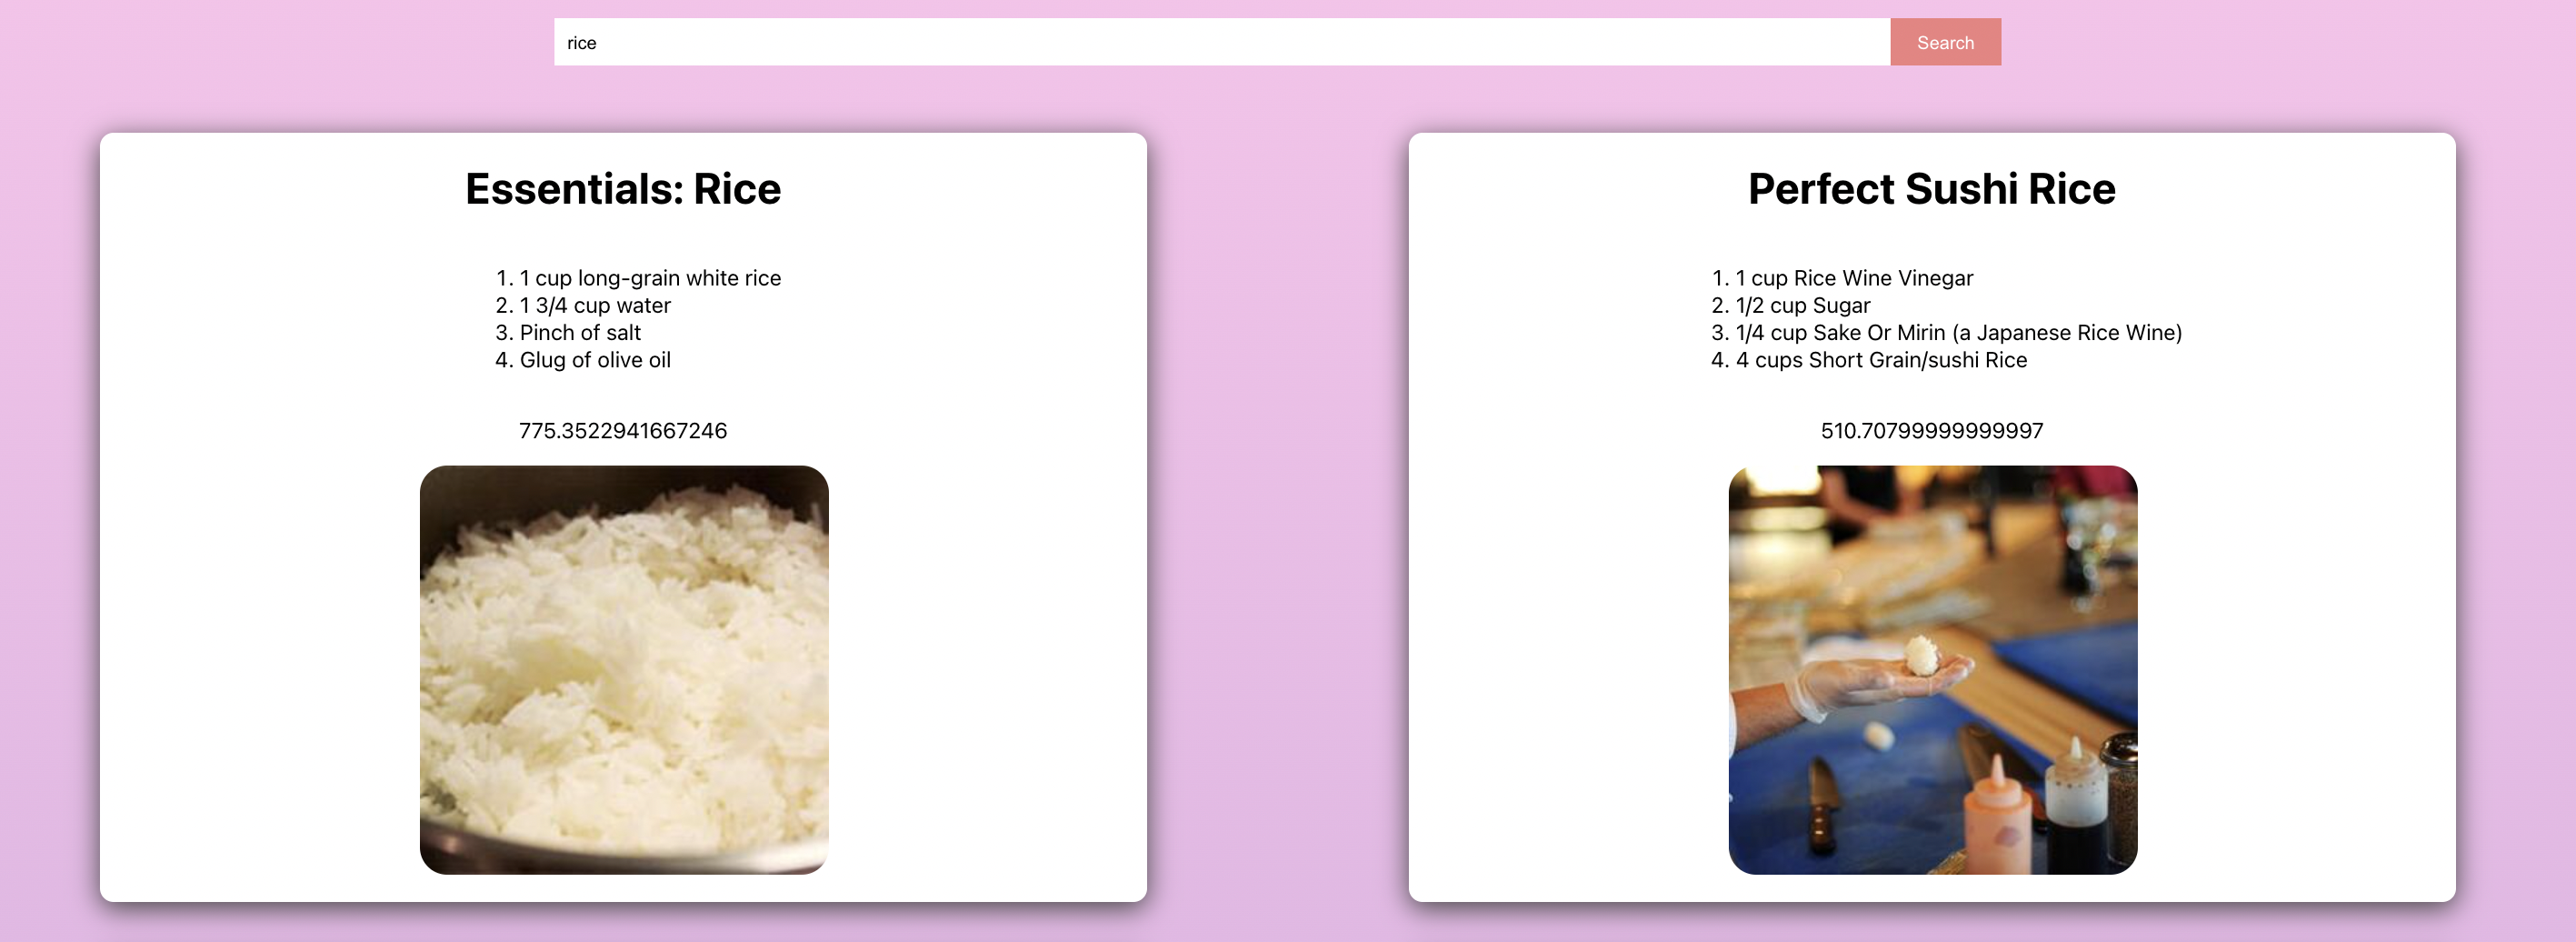 rice
Search
Essentials: Rice
1. 1 cup long-grain white rice
2. 1 3/4 cup water
3. Pinch of salt
4. Glug of olive oil
775.3522941667246
Perfect Sushi Rice
1. 1 cup Rice Wine Vinegar
2. 1/2 cup Sugar
3. 1/4 cup Sake Or Mirin (a Japanese Rice Wine)
4. 4 cups Short Grain/sushi Rice
510.70799999999997